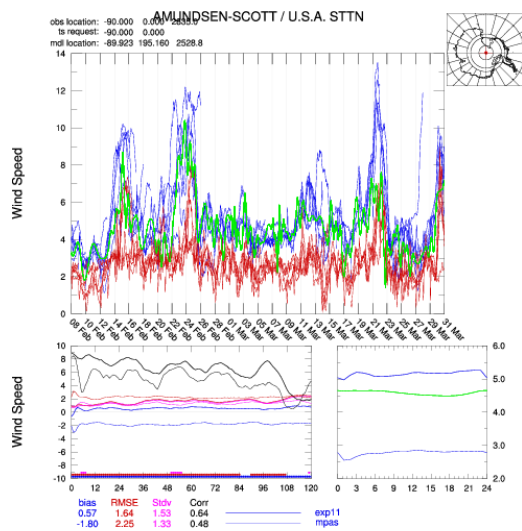 AMUNDSEN-SCOTT / U.S.A. STTN
obs location: -90.000 0.000 2835.0
ts request: -90.000 0.000
mdl location: -89.923 195.160 2528.8
14
12
10
8
6
4
2
0
Wind Speed
08 Feb 10 Feb 12 Feb 14 Feb 16 Feb 18 Feb 20 Feb 22 Feb 24 Feb 26 Feb 28 Feb 01 Mar 03 Mar 05 Mar 07 Mar 09 Mar 11 Mar 13 Mar 15 Mar 17 Mar 19 Mar 21 Mar 23 Mar 25 Mar 27 Mar 29 Mar 31 Mar
10
8
6
4
2
0
-2
-4
-6
-8
-10
Wind Speed
0 12 24 36 48 60 72 84 96 108 120
6.0
5.0
4.0
3.0
2.0
0 3 6 9 12 15 18 21 24
bias RMSE Stdv Corr
0.57 1.64 1.53 0.64 exp11
-1.80 2.25 1.33 0.48 mpas